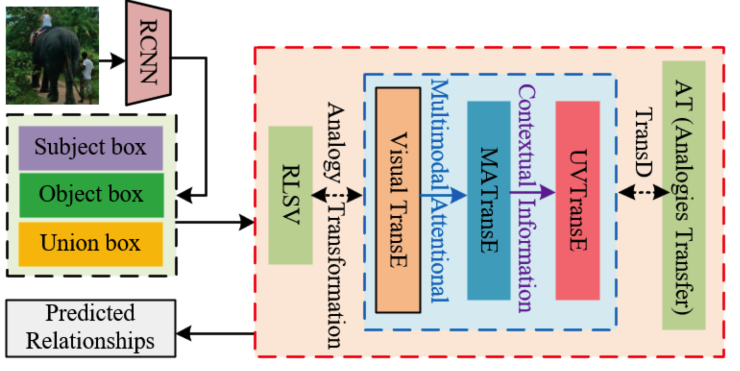 RCNN
Subject box
Object box
Union box
Predicted
Relationships
RLSV
Analogy
Transformation
Visual TransE
Multimodal Attentional
MATransE
Contextual Information
UVTransE
TransD
AT (Analogies Transfer)